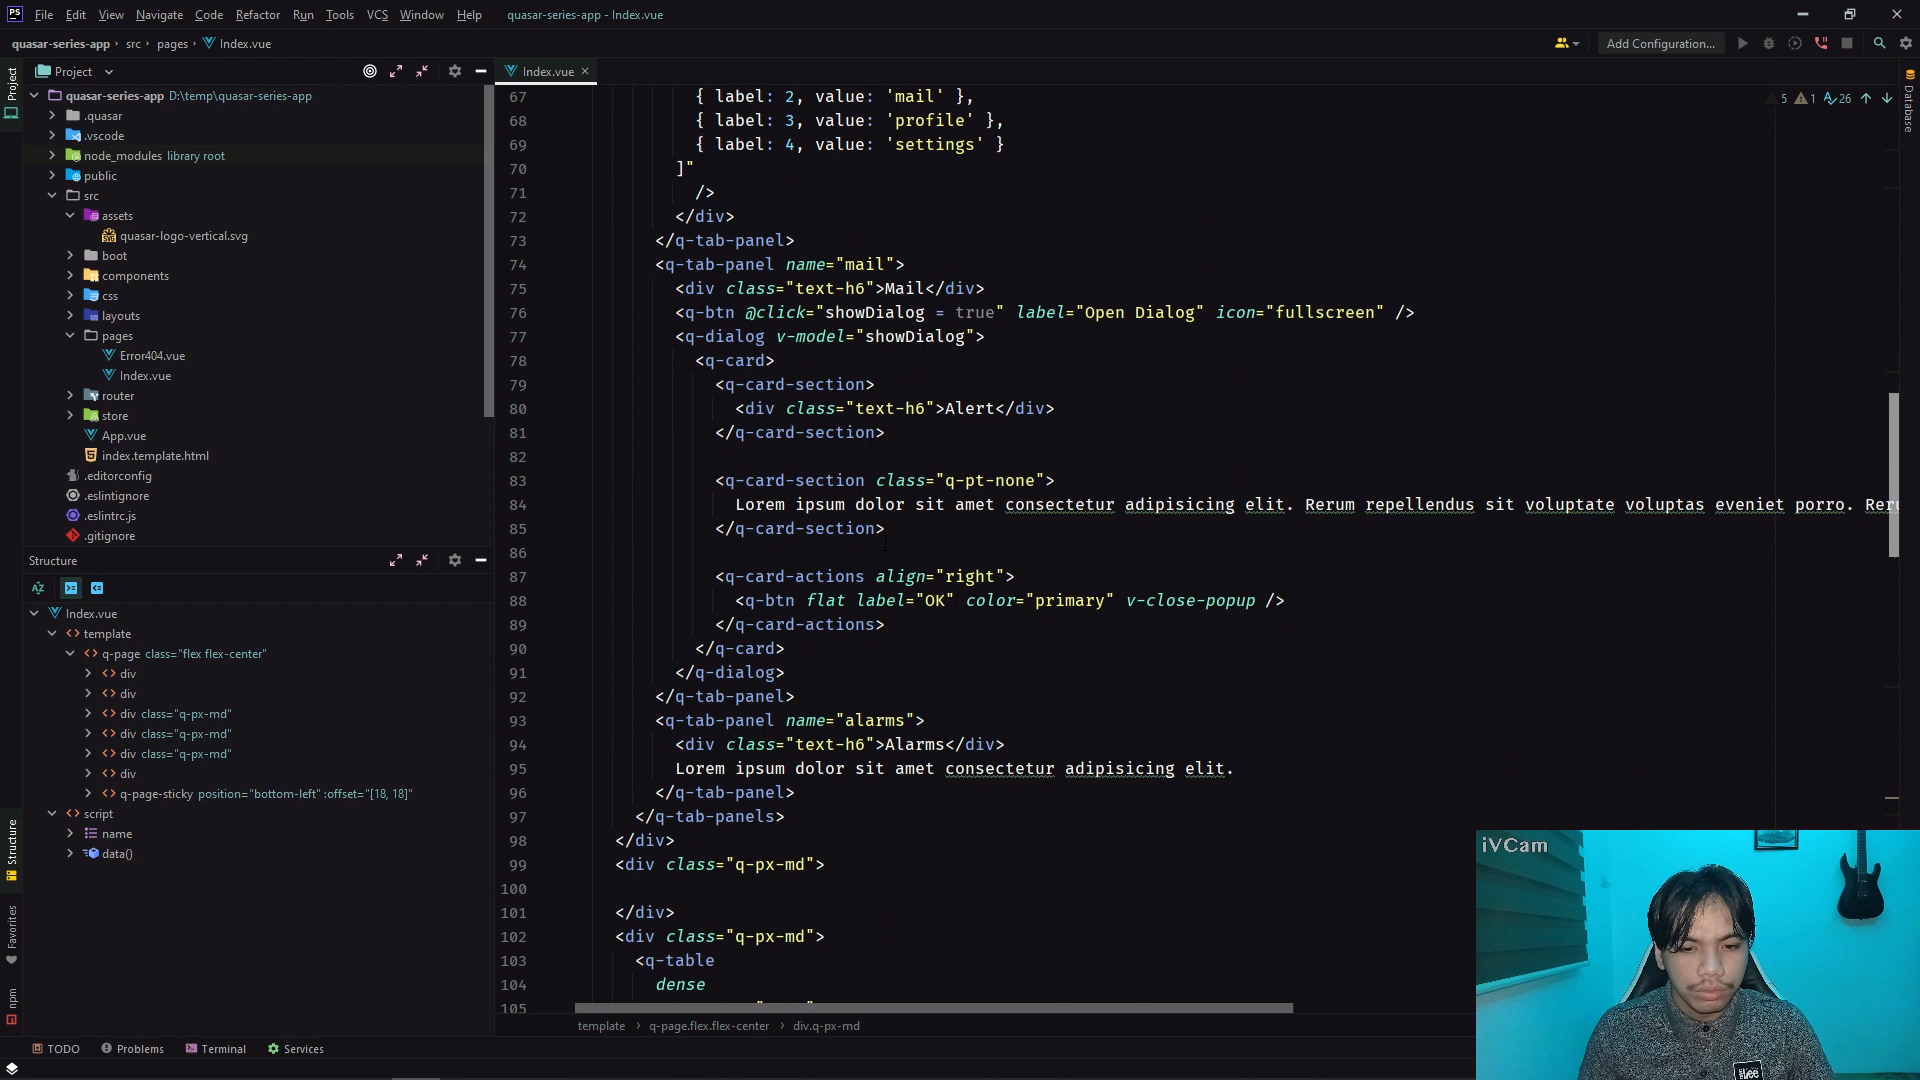 PS File Edit View Navigate Code Refactor Run Tools VCS Window Help quasar-series-app - Index.vue
quasar-series-app › src › pages › Index.vue
Add Configuration...
Project
Index.vue
5 1 26
quasar-series-app D:\temp\quasar-series-app
.quasar
.vscode
node_modules library root
public
src
assets
quasar-logo-vertical.svg
boot
components
css
layouts
pages
Error404.vue
Index.vue
router
store
App.vue
index.template.html
.editorconfig
.eslintignore
.eslintrc.js
.gitignore
Structure
Index.vue
template
q-page class="flex flex-center"
div
div
div class="q-px-md"
div class="q-px-md"
div class="q-px-md"
div
q-page-sticky position="bottom-left" :offset="[18, 18]"
script
name
data()
Project
Structure
Favorites
npm
Database
67 { label: 2, value: 'mail' },
68 { label: 3, value: 'profile' },
69 { label: 4, value: 'settings' }
70 ]"
71 />
72 </div>
73 </q-tab-panel>
74 <q-tab-panel name="mail">
75 <div class="text-h6">Mail</div>
76 <q-btn @click="showDialog = true" label="Open Dialog" icon="fullscreen" />
77 <q-dialog v-model="showDialog">
78 <q-card>
79 <q-card-section>
80 <div class="text-h6">Alert</div>
81 </q-card-section>
82
83 <q-card-section class="q-pt-none">
84 Lorem ipsum dolor sit amet consectetur adipisicing elit. Rerum repellendus sit voluptate voluptas eveniet porro. Reru
85 </q-card-section>
86
87 <q-card-actions align="right">
88 <q-btn flat label="OK" color="primary" v-close-popup />
89 </q-card-actions>
90 </q-card>
91 </q-dialog>
92 </q-tab-panel>
93 <q-tab-panel name="alarms">
94 <div class="text-h6">Alarms</div>
95 Lorem ipsum dolor sit amet consectetur adipisicing elit.
96 </q-tab-panel>
97 </q-tab-panels>
98 </div>
99 <div class="q-px-md">
100
101 </div>
102 <div class="q-px-md">
103 <q-table
104 dense
105
template › q-page.flex.flex-center › div.q-px-md
TODO Problems Terminal Services
iVCam